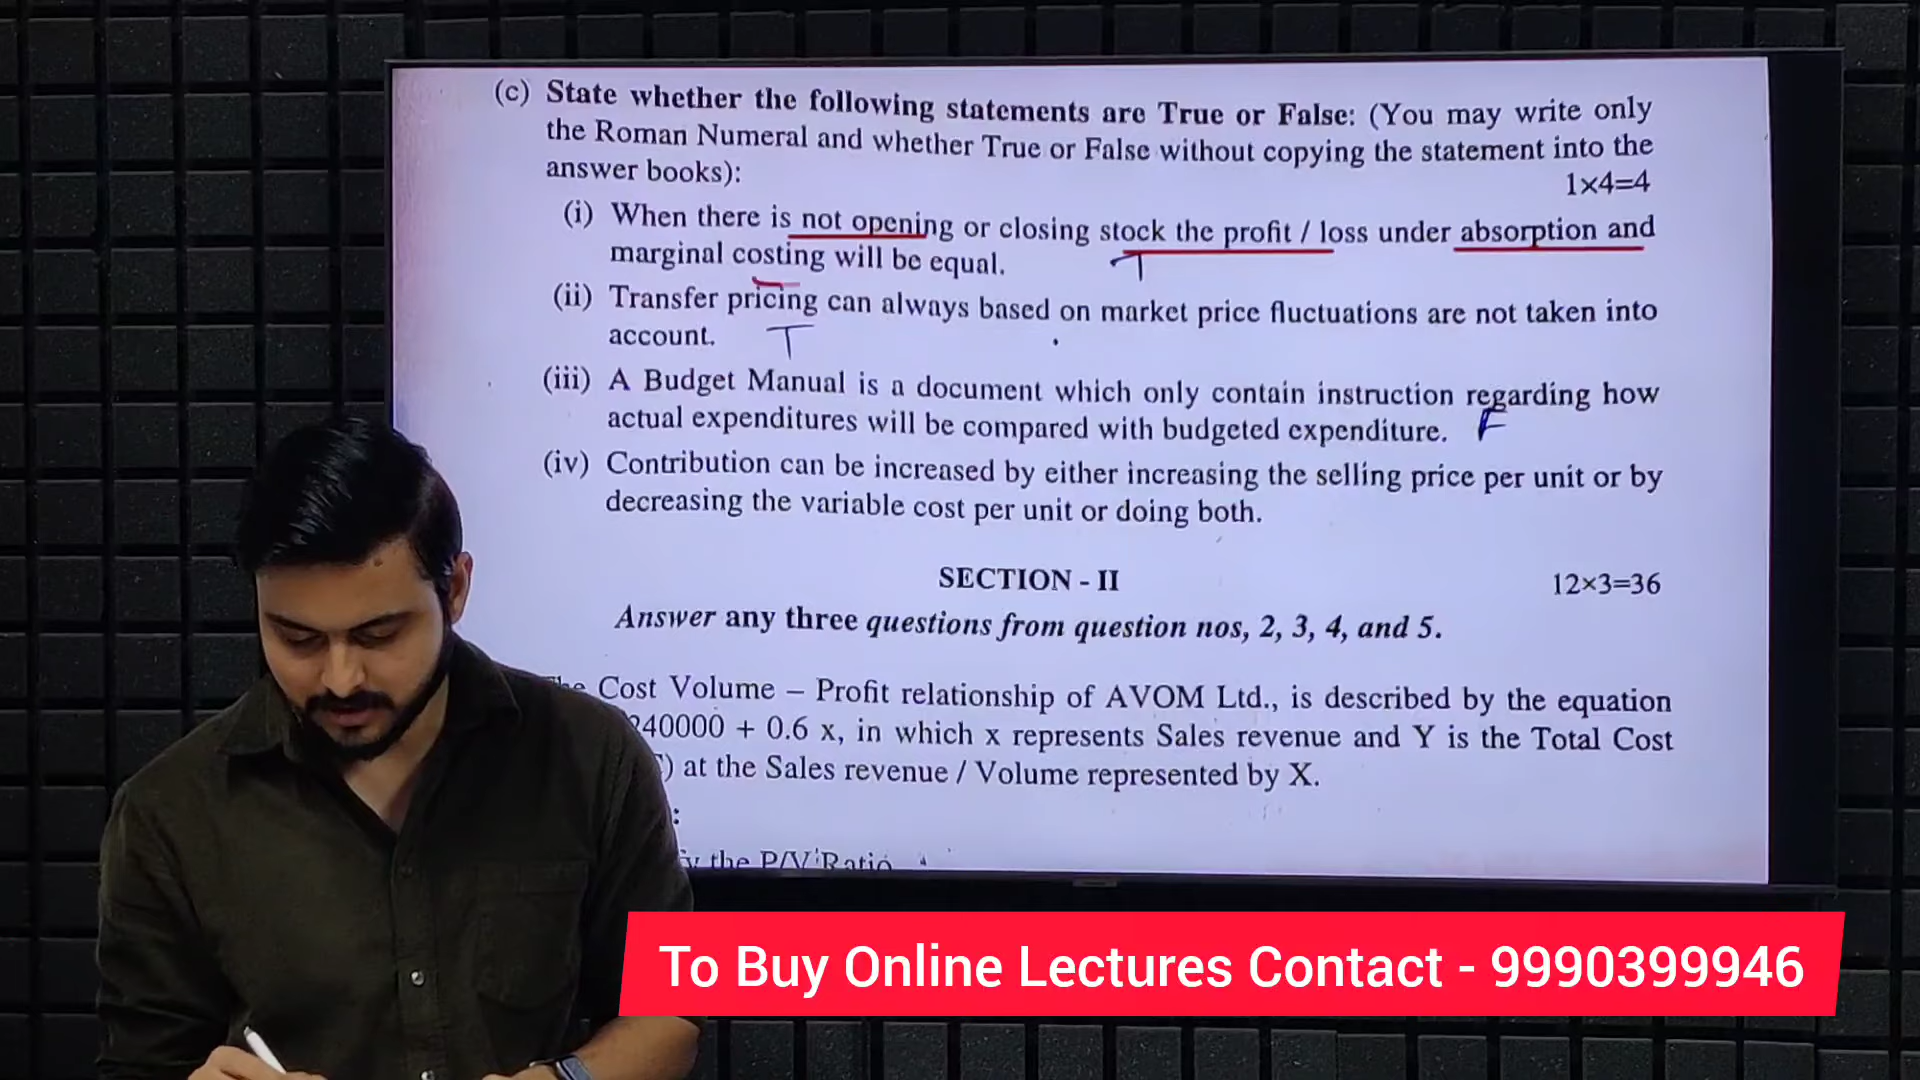 (c) State whether the following statements are True or False: (You may write only
the Roman Numeral and whether True or False without copying the statement into the
answer books):
1×4=4
(i) When there is not opening or closing stock the profit / loss under absorption and
marginal costing will be equal. T
(ii) Transfer pricing can always based on market price fluctuations are not taken into
account. T
(iii) A Budget Manual is a document which only contain instruction regarding how
actual expenditures will be compared with budgeted expenditure. F
(iv) Contribution can be increased by either increasing the selling price per unit or by
decreasing the variable cost per unit or doing both.
SECTION - II 12×3=36
Answer any three questions from question nos, 2, 3, 4, and 5.
Cost Volume – Profit relationship of AVOM Ltd., is described by the equation
40000 + 0.6 x, in which x represents Sales revenue and Y is the Total Cost
) at the Sales revenue / Volume represented by X.
:
the P/V Ratio
To Buy Online Lectures Contact - 9990399946